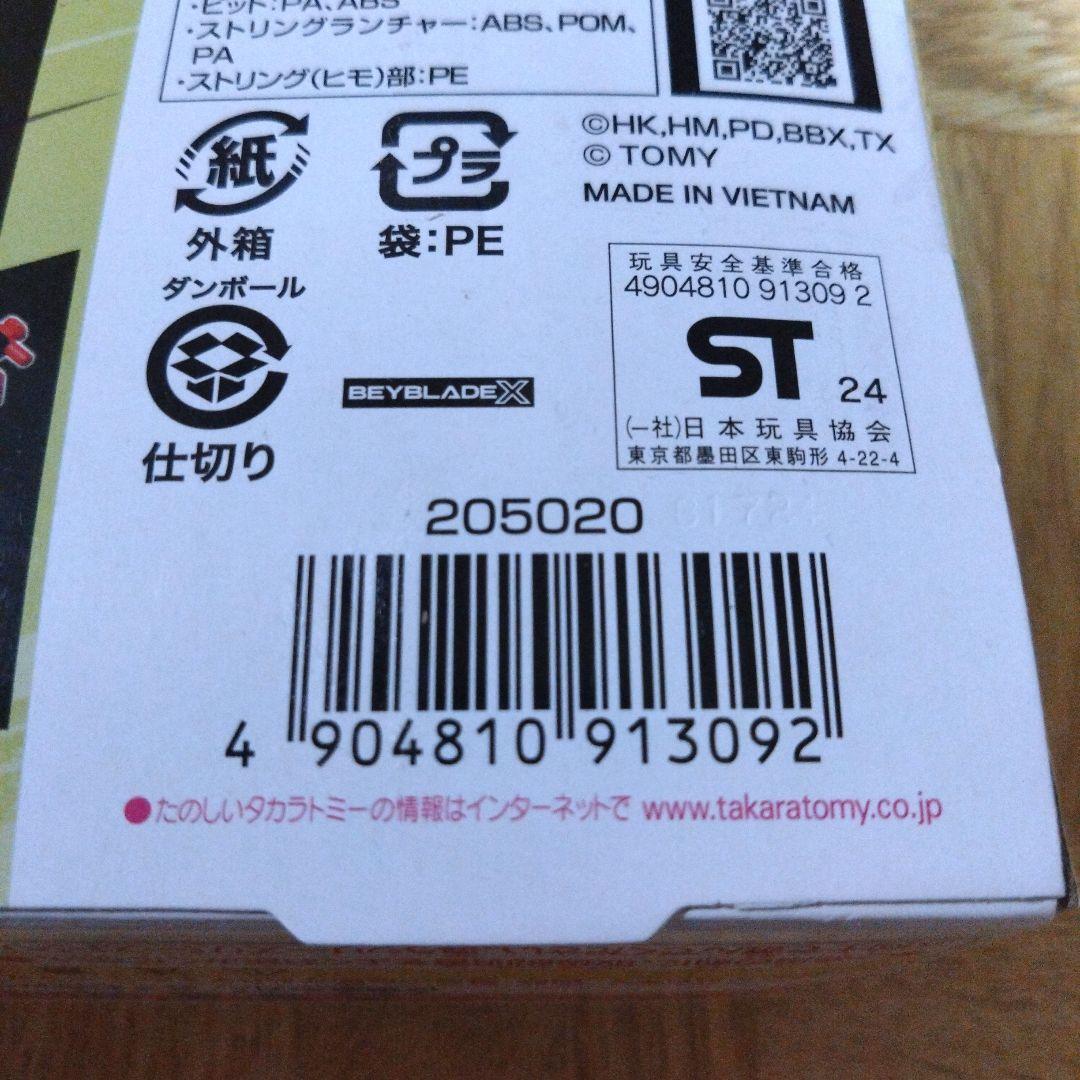 ・ビット:PA、ABS
・ストリングランチャー:ABS、POM、
PA
・ストリング(ヒモ)部:PE
紙
外箱
プラ
袋:PE
ダンボール
仕切り
BEYBLADE X
©HK,HM,PD,BBX,TX
© TOMY
MADE IN VIETNAM
玩具安全基準合格
4904810 91309 2
ST 24
(一社)日本玩具協会
東京都墨田区東駒形 4-22-4
205020
4 904810 913092
●たのしいタカラトミーの情報はインターネットで www.takaratomy.co.jp